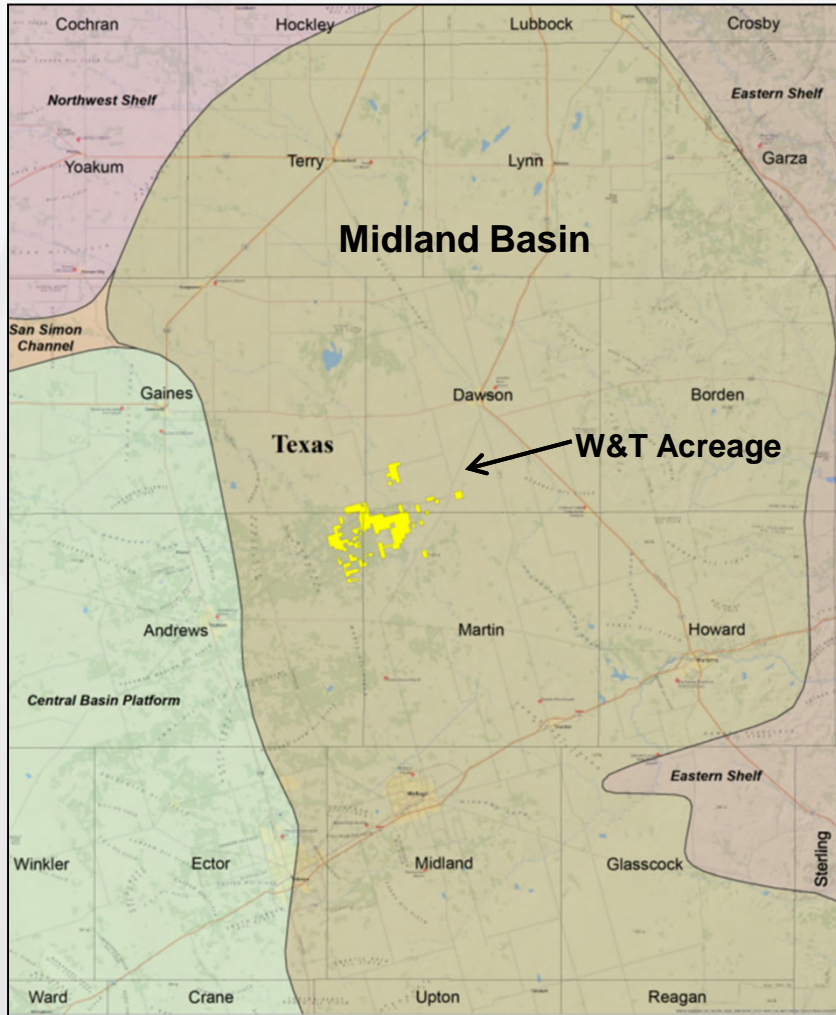 Cochran
Hockley
Lubbock
Crosby
Northwest Shelf
Eastern Shelf
Yoakum
Terry
Lynn
Garza
Midland Basin
San Simon
Channel
Gaines
Dawson
Borden
Texas
W&T Acreage
Andrews
Martin
Howard
Central Basin Platform
Eastern Shelf
Winkler
Ector
Midland
Glasscock
Sterling
Ward
Crane
Upton
Reagan